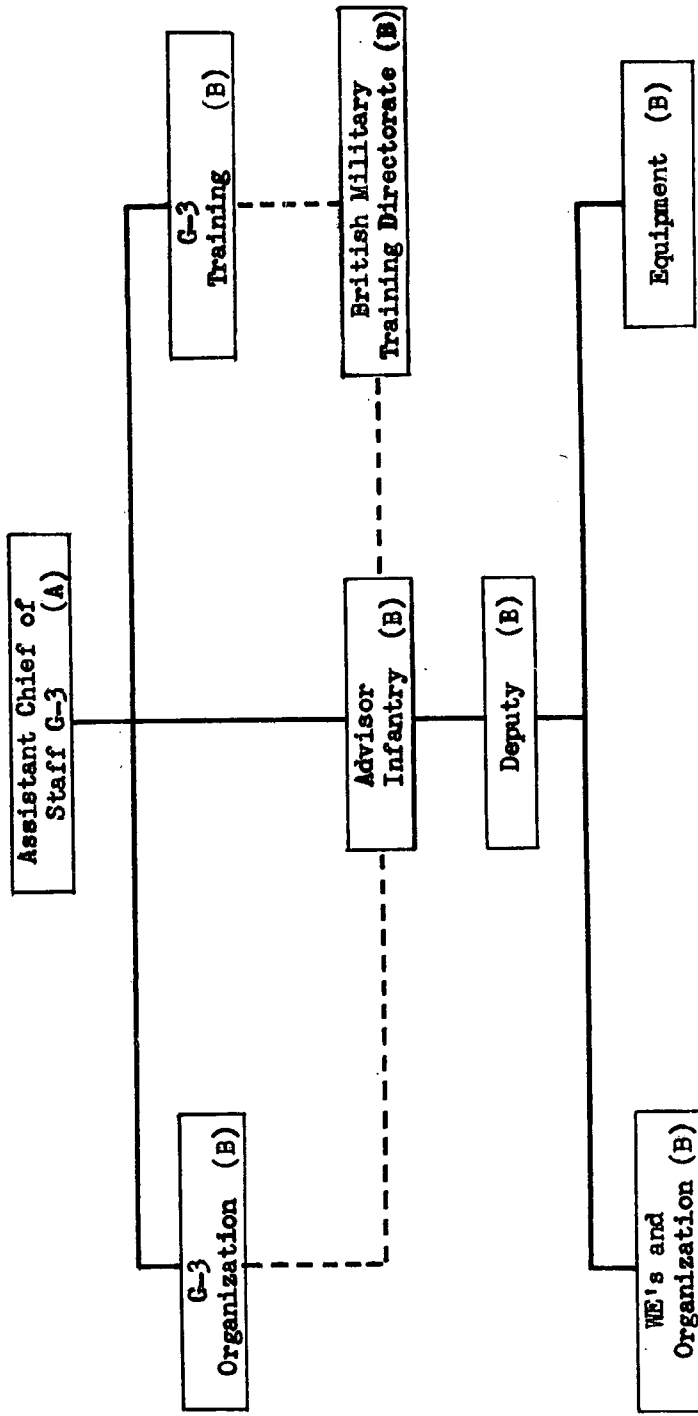 Assistant Chief of
Staff G-3 (A)
G-3
Organization (B)
G-3
Training (B)
Advisor
Infantry (B)
British Military
Training Directorate (B)
Deputy (B)
WE's and
Organization (B)
Equipment (B)